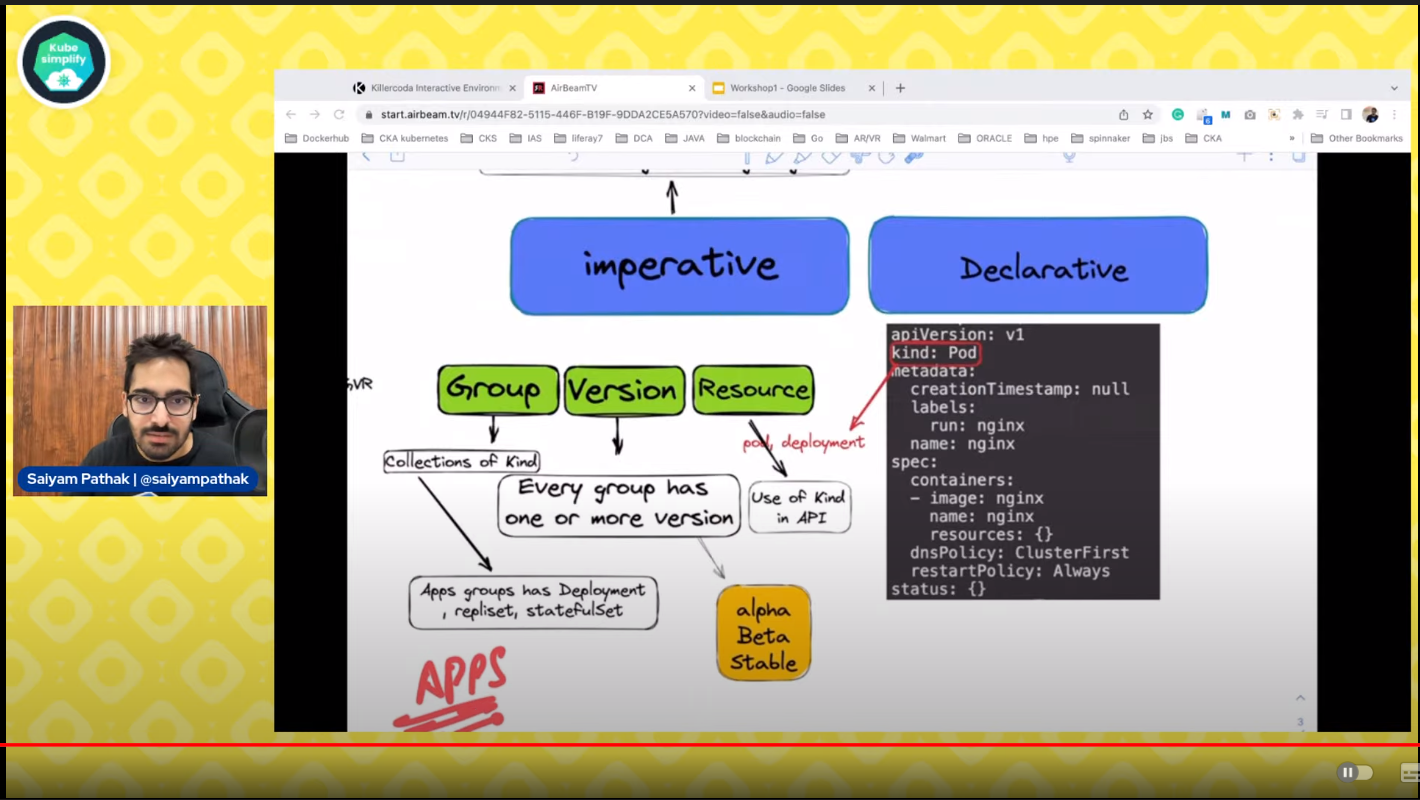 Kube
simplify
Killercoda Interactive Environm
AirBeamTV
Workshop1 - Google Slides
start.airbeam.tv/r/04944F82-5115-446F-B19F-9DDA2CE5A570?video=false&audio=false
6
M
Dockerhub
CKA kubernetes
CKS
IAS
liferay7
DCA
JAVA
blockchain
Go
AR/VR
Walmart
ORACLE
hpe
spinnaker
jbs
CKA
»
Other Bookmarks
imperative
Declarative
GVR
Group
Version
Resource
pod, deployment
Collections of Kind
Every group has
one or more version
Use of Kind
in API
Apps groups has Deployment
, repliset, statefulSet
alpha
Beta
Stable
APPS
apiVersion: v1
kind: Pod
metadata:
creationTimestamp: null
labels:
run: nginx
name: nginx
spec:
containers:
- image: nginx
name: nginx
resources: {}
dnsPolicy: ClusterFirst
restartPolicy: Always
status: {}
3
Saiyam Pathak | @saiyampathak